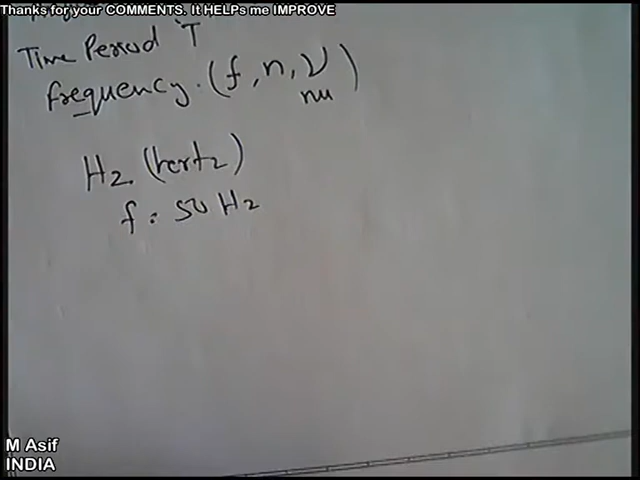 Thanks for your COMMENTS. It HELPs me IMPROVE
Time Period 'T
frequency. (f, n, ν)
nu
Hz. (hertz)
f = 50 Hz
M Asif
INDIA